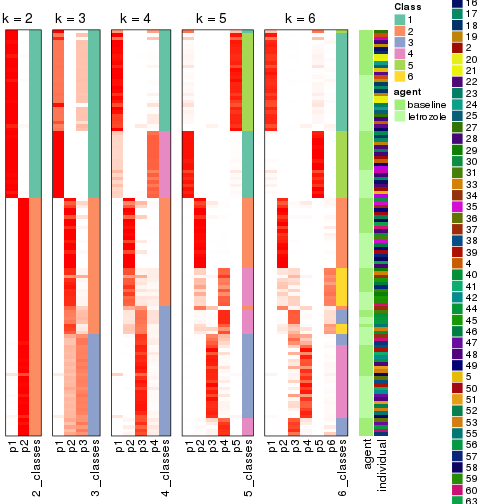 k = 2
k = 3
k = 4
k = 5
k = 6
p1
p2
2_classes
p1
p2
p3
3_classes
p1
p2
p3
p4
4_classes
p1
p2
p3
p4
p5
5_classes
p1
p2
p3
p4
p5
p6
6_classes
agent
individual
Class
1
2
3
4
5
6
agent
baseline
letrozole
16
17
18
19
2
20
21
22
23
24
25
27
28
29
30
31
33
34
35
36
37
38
39
4
40
41
42
44
45
46
47
48
49
5
50
51
52
53
55
56
57
58
59
60
63